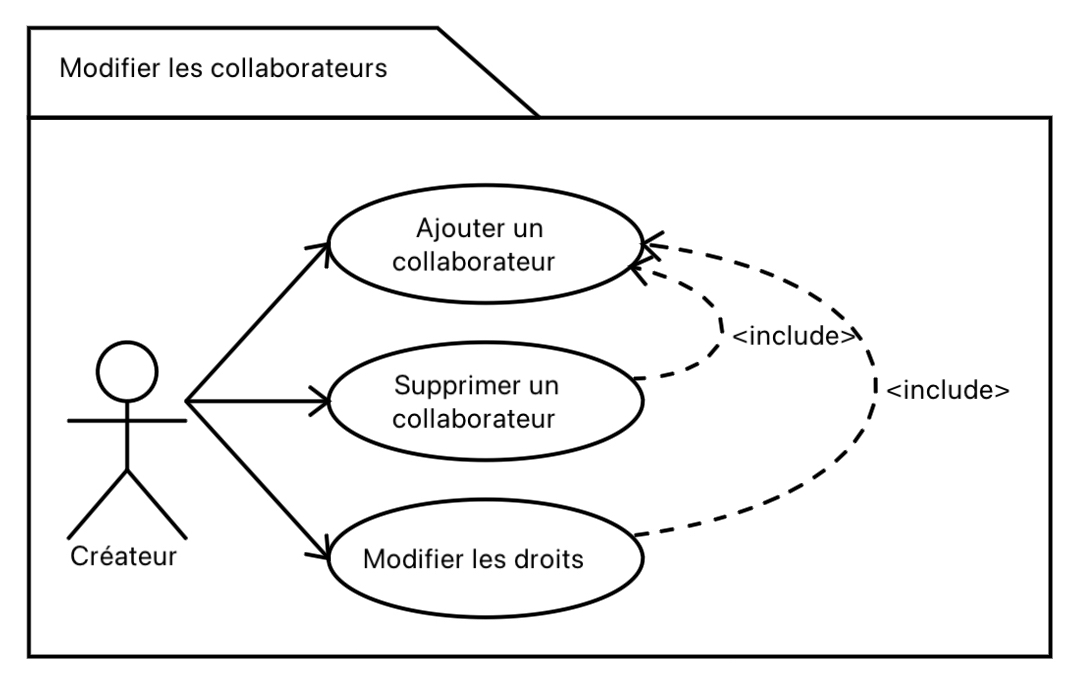 Modifier les collaborateurs
Ajouter un
collaborateur
<include>
Supprimer un
collaborateur
<include>
Modifier les droits
Créateur